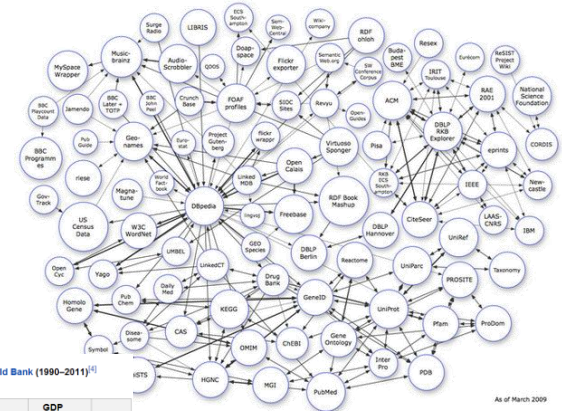 Surge Radio
LIBRIS
ECS South-ampton
Sem-Web-Central
Wiki-company
RDF ohloh
Buda-pest BME
Resex
Eurécom
ReSIST Project Wiki
MySpace Wrapper
Music-brainz
Audio-Scrobbler
QDOS
Doap-space
Flickr exporter
Semantic Web.org
SW Conference Corpus
IRIT Toulouse
RAE 2001
National Science Foundation
BBC Playcount Data
Jamendo
BBC Later + TOTP
BBC John Peel
Crunch Base
FOAF profiles
SIOC Sites
Revyu
Open-Guides
ACM
DBLP RKB Explorer
BBC Programm es
Pub Guide
Geo-names
Euro-stat
Project Guten-berg
flickr wrappr
Virtuoso Sponger
Pisa
eprints
CORDIS
riese
World Fact-book
Linked MDB
Open Calais
RKB ECS South-ampton
IEEE
New-castle
Gov-Track
Magna-tune
DBpedia
lingvoj
Freebase
RDF Book Mashup
CiteSeer
LAAS-CNRS
IBM
US Census Data
W3C WordNet
DBLP Hannover
UniRef
UMBEL
GEO Species
DBLP Berlin
Reactome
UniParc
Taxonomy
Open Cyc
Yago
LinkedCT
Drug Bank
PROSITE
Homolo Gene
Pub Chem
Daily Med
KEGG
GeneID
UniProt
Pfam
ProDom
Symbol
Disea-some
CAS
OMIM
ChEBI
Gene Ontology
Inter Pro
PDB
ld Bank (1990–2011)[4]
STS
HGNC
MGI
PubMed
As of March 2009
GDP